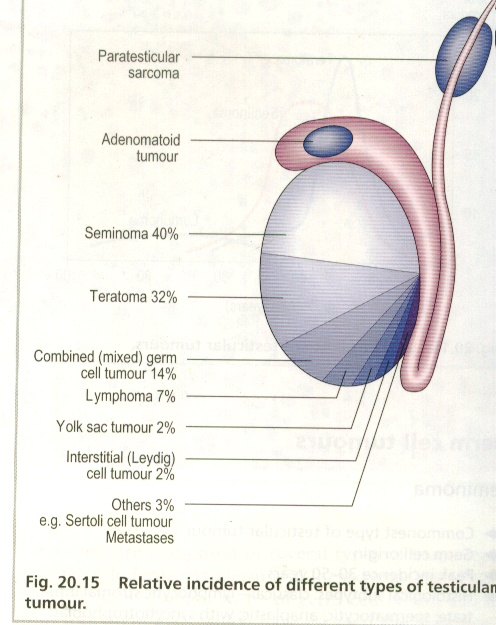 Paratesticular
sarcoma
Adenomatoid
tumour
Seminoma 40%
Teratoma 32%
Combined (mixed) germ
cell tumour 14%
Lymphoma 7%
Yolk sac tumour 2%
Interstitial (Leydig)
cell tumour 2%
Others 3%
e.g. Sertoli cell tumour
Metastases
Fig. 20.15 Relative incidence of different types of testicular
tumour.